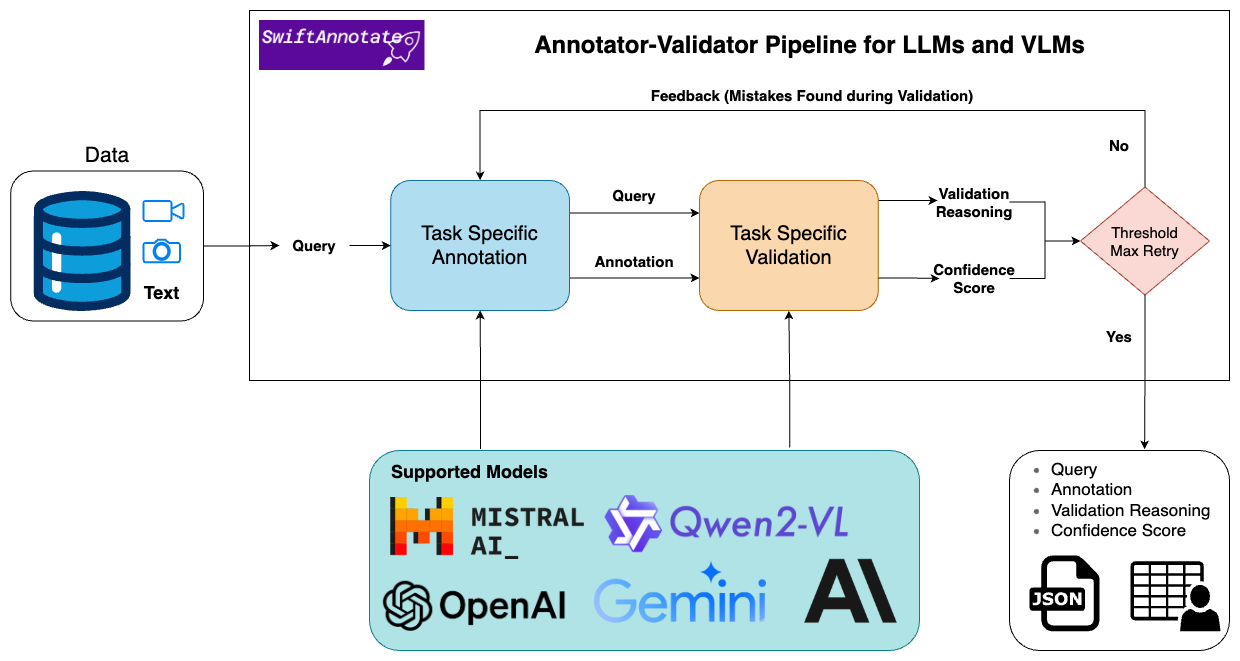 SwiftAnnotate
Annotator-Validator Pipeline for LLMs and VLMs
Feedback (Mistakes Found during Validation)
No
Data
Text
Query
Task Specific
Annotation
Query
Annotation
Task Specific
Validation
Validation
Reasoning
Confidence
Score
Threshold
Max Retry
Yes
Supported Models
MISTRAL
AI_
Qwen2-VL
OpenAI
Gemini
AI
Query
Annotation
Validation Reasoning
Confidence Score
JSON